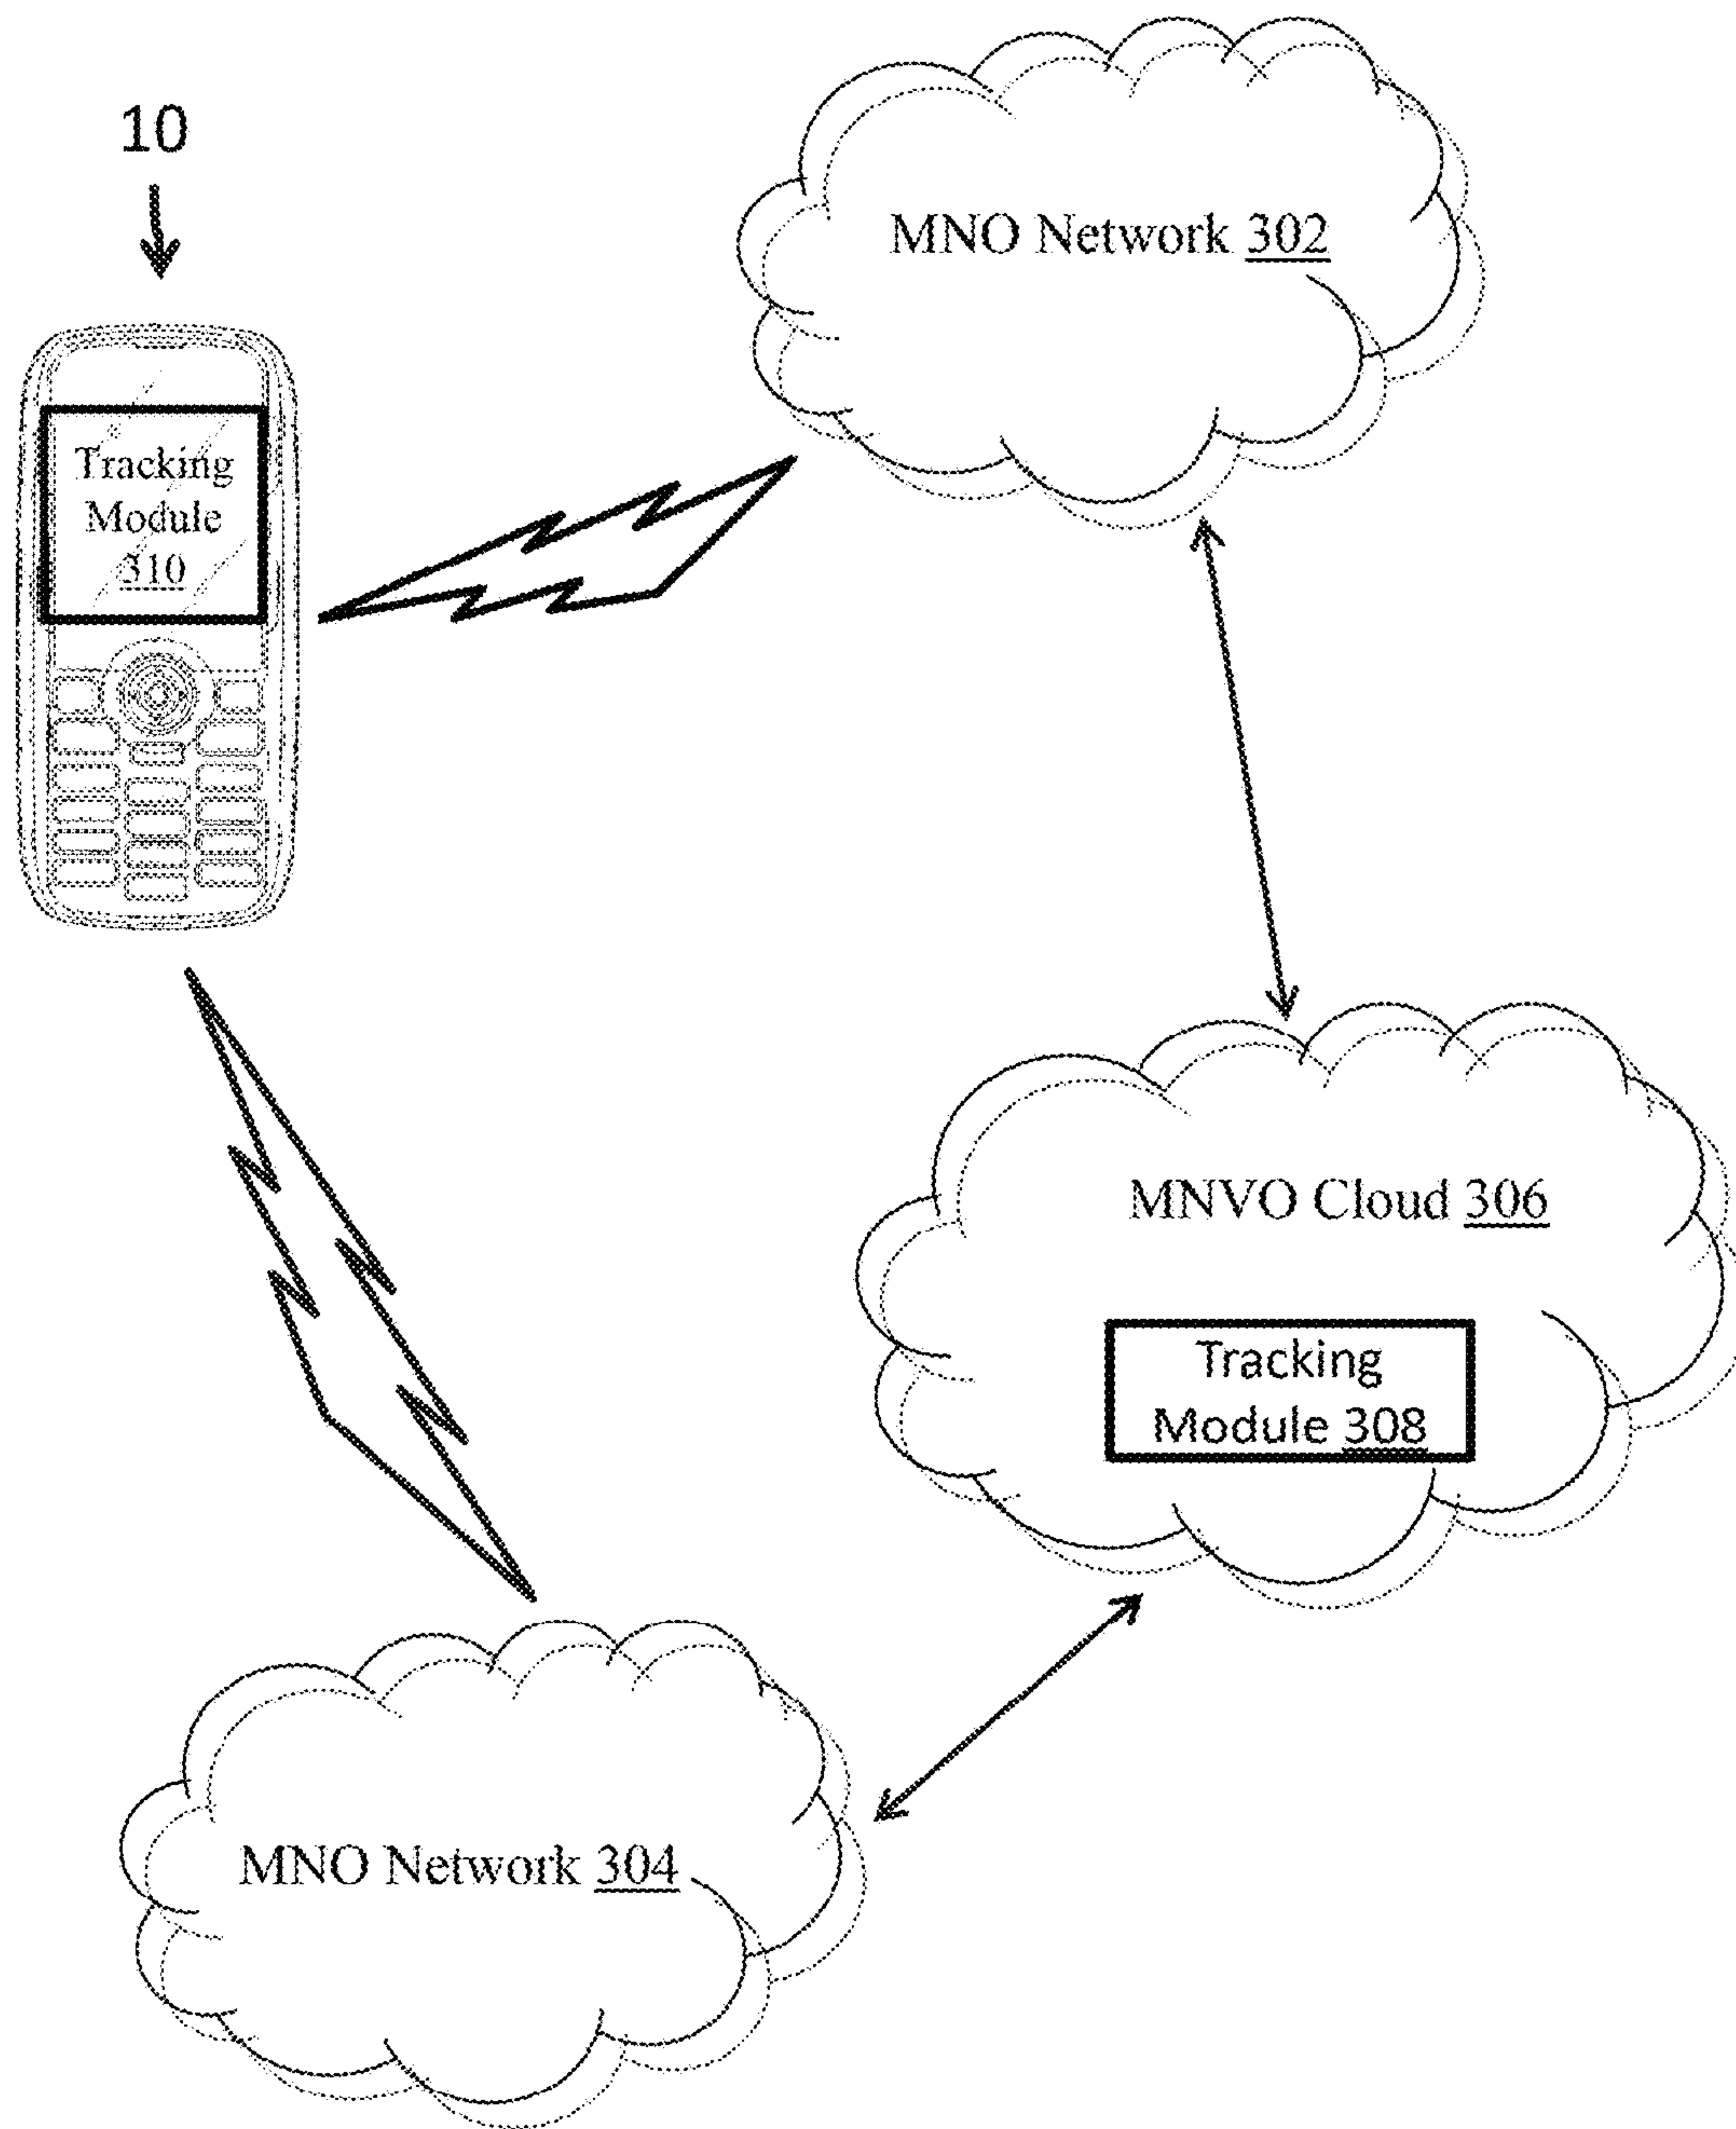 10
MNO Network 302
Tracking
Module
310
MNVO Cloud 306
Tracking
Module 308
MNO Network 304